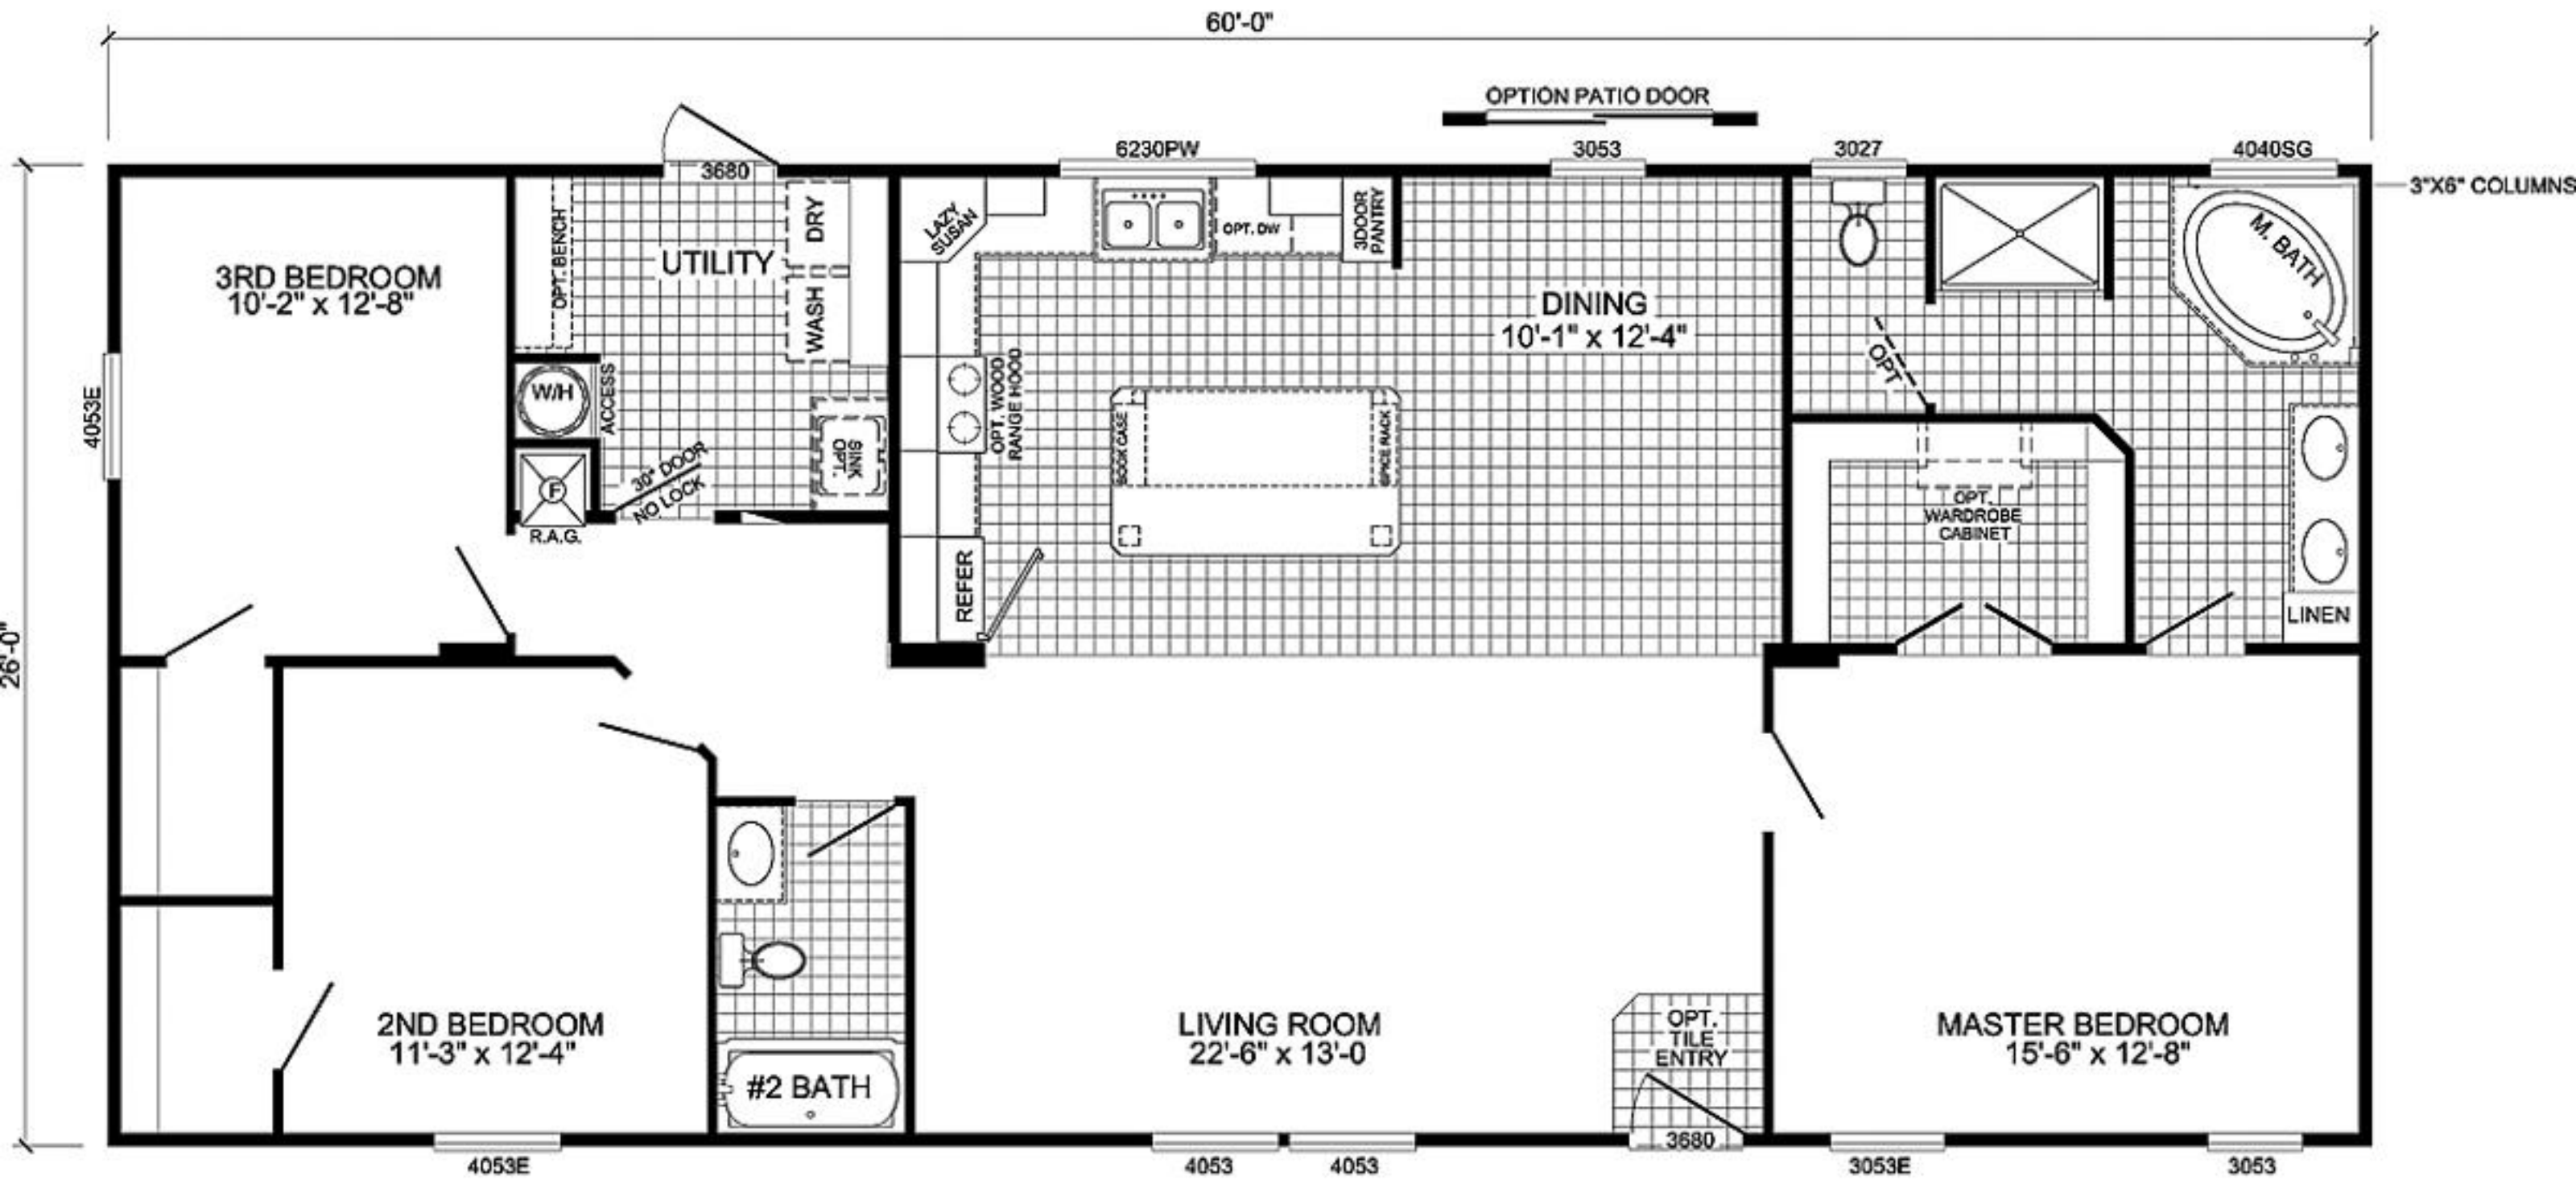 60'-0"
OPTION PATIO DOOR
6230PW
3053
3027
4040SG
3680
3"X6" COLUMNS
3RD BEDROOM
10'-2" x 12'-8"
OPT. BENCH
UTILITY
DRY
WASH
LAZY
SUSAN
OPT. DW
3DOOR
PANTRY
DINING
10'-1" x 12'-4"
M. BATH
OPT
4053E
W/H
ACCESS
OPT. WOOD
RANGE HOOD
BOOK CASE
SPICE RACK
SINK
OPT.
30" DOOR
NO LOCK
F
R.A.G.
OPT.
WARDROBE
CABINET
REFER
LINEN
26'-0"
2ND BEDROOM
11'-3" x 12'-4"
#2 BATH
LIVING ROOM
22'-6" x 13'-0
OPT.
TILE
ENTRY
MASTER BEDROOM
15'-6" x 12'-8"
3680
4053E
4053
4053
3053E
3053